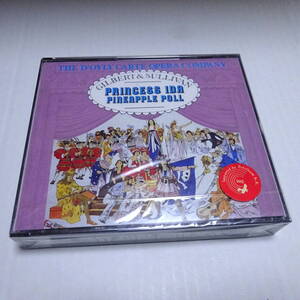 THE D'OYLY CARTE OPERA COMPANY
GILBERT & SULLIVAN
PRINCESS IDA
PINEAPPLE POLL